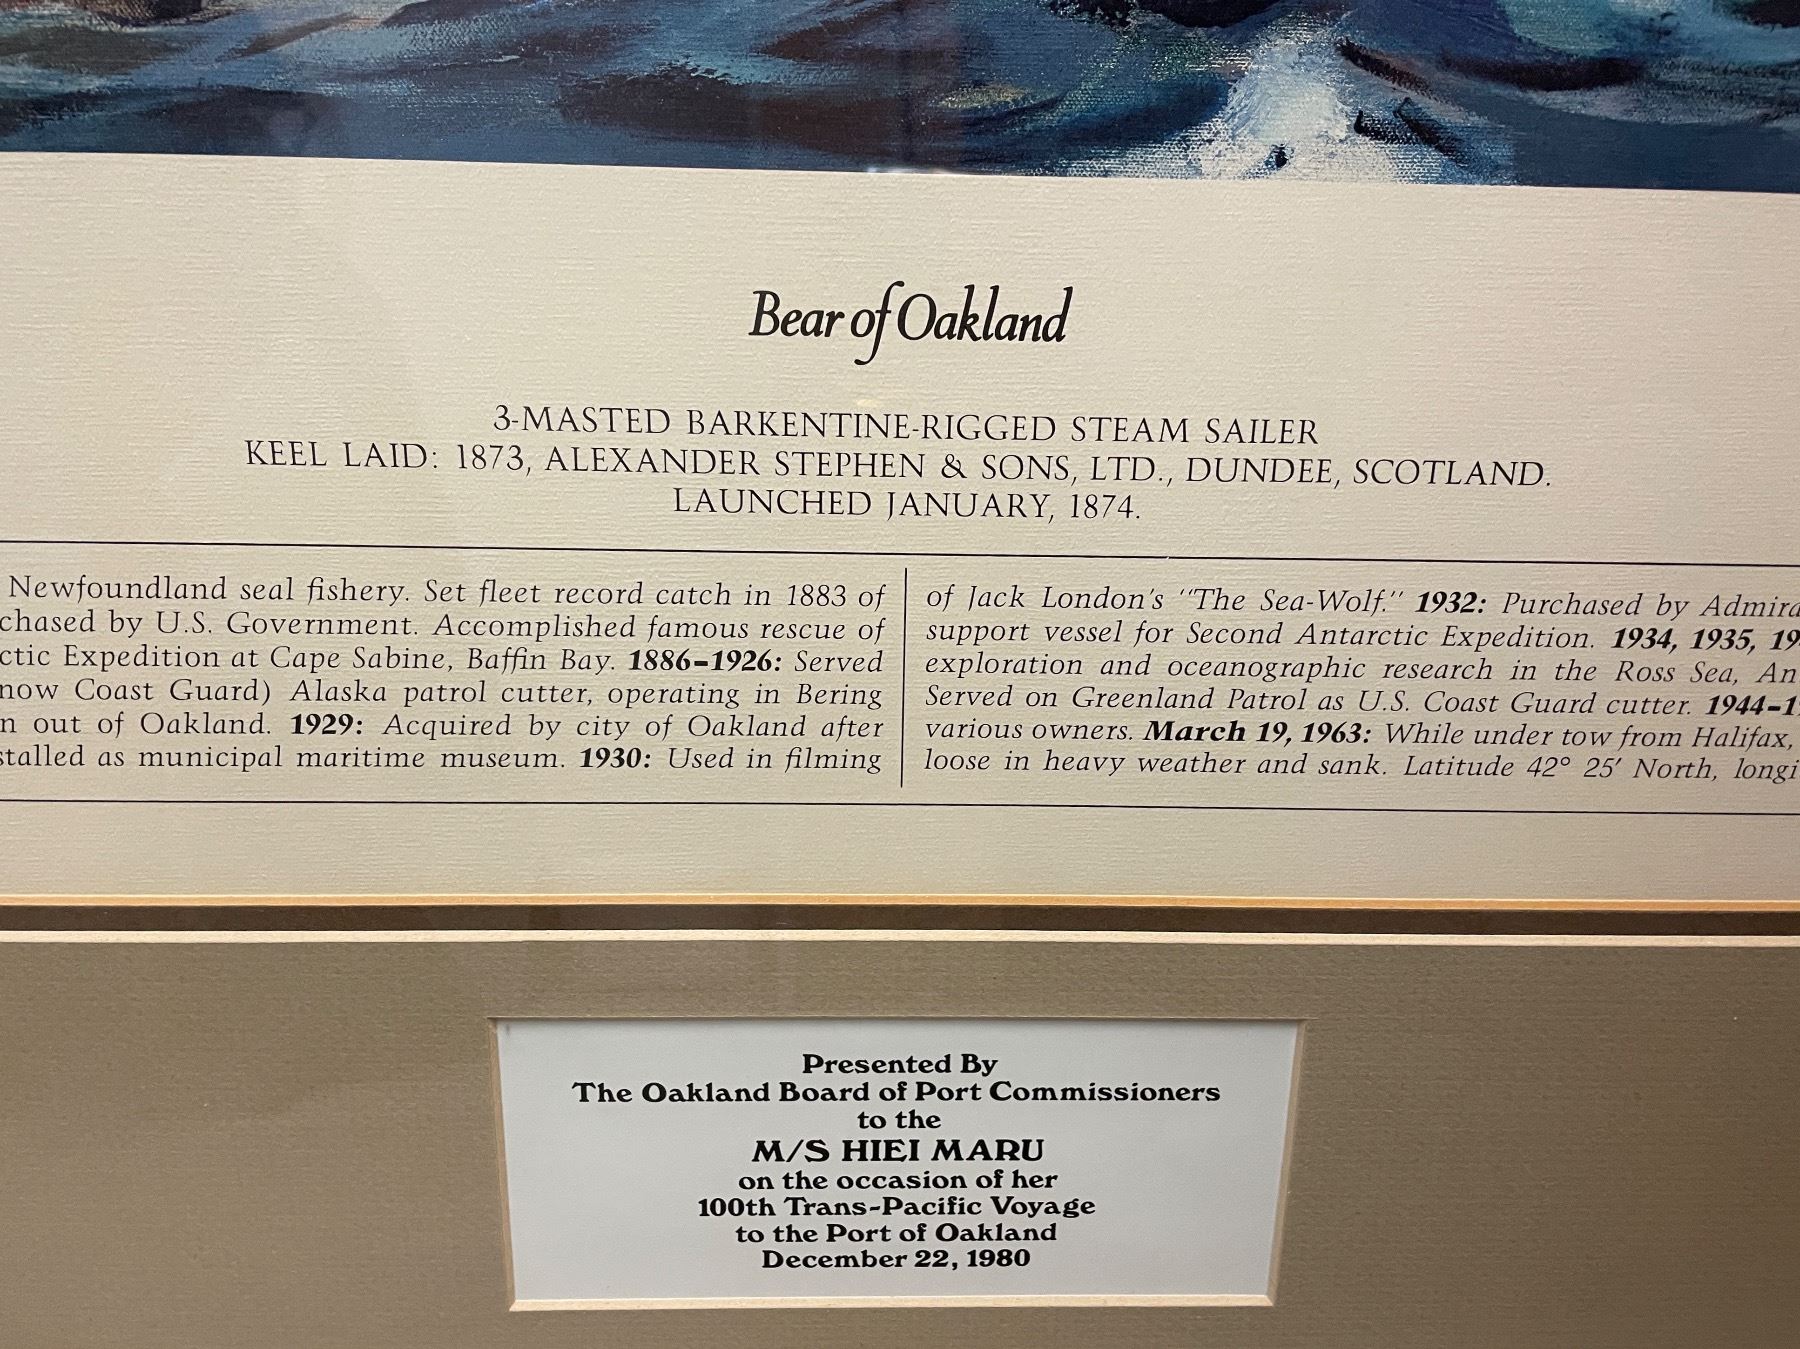 Bear of Oakland
3-MASTED BARKENTINE-RIGGED STEAM SAILER
KEEL LAID: 1873, ALEXANDER STEPHEN & SONS, LTD., DUNDEE, SCOTLAND.
LAUNCHED JANUARY, 1874.
Newfoundland seal fishery. Set fleet record catch in 1883 of
chased by U.S. Government. Accomplished famous rescue of
ctic Expedition at Cape Sabine, Baffin Bay. 1886–1926: Served
now Coast Guard) Alaska patrol cutter, operating in Bering
n out of Oakland. 1929: Acquired by city of Oakland after
stalled as municipal maritime museum. 1930: Used in filming
of Jack London's "The Sea-Wolf." 1932: Purchased by Admira
support vessel for Second Antarctic Expedition. 1934, 1935, 19
exploration and oceanographic research in the Ross Sea, An
Served on Greenland Patrol as U.S. Coast Guard cutter. 1944–1
various owners. March 19, 1963: While under tow from Halifax,
loose in heavy weather and sank. Latitude 42° 25' North, longi
Presented By
The Oakland Board of Port Commissioners
to the
M/S HIEI MARU
on the occasion of her
100th Trans-Pacific Voyage
to the Port of Oakland
December 22, 1980